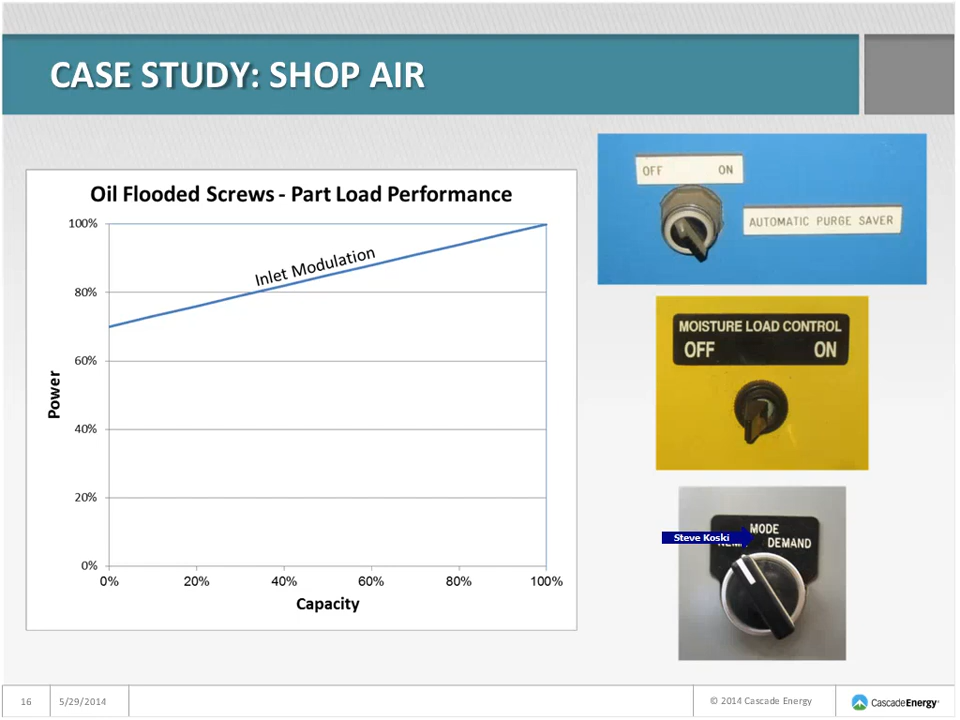 CASE STUDY: SHOP AIR
Oil Flooded Screws - Part Load Performance
100%
80%
60%
40%
20%
0%
Power
Inlet Modulation
0% 20% 40% 60% 80% 100%
Capacity
OFF ON
AUTOMATIC PURGE SAVER
MOISTURE LOAD CONTROL
OFF ON
MODE
DEMAND
Steve Koski
16 5/29/2014
© 2014 Cascade Energy
CascadeEnergy